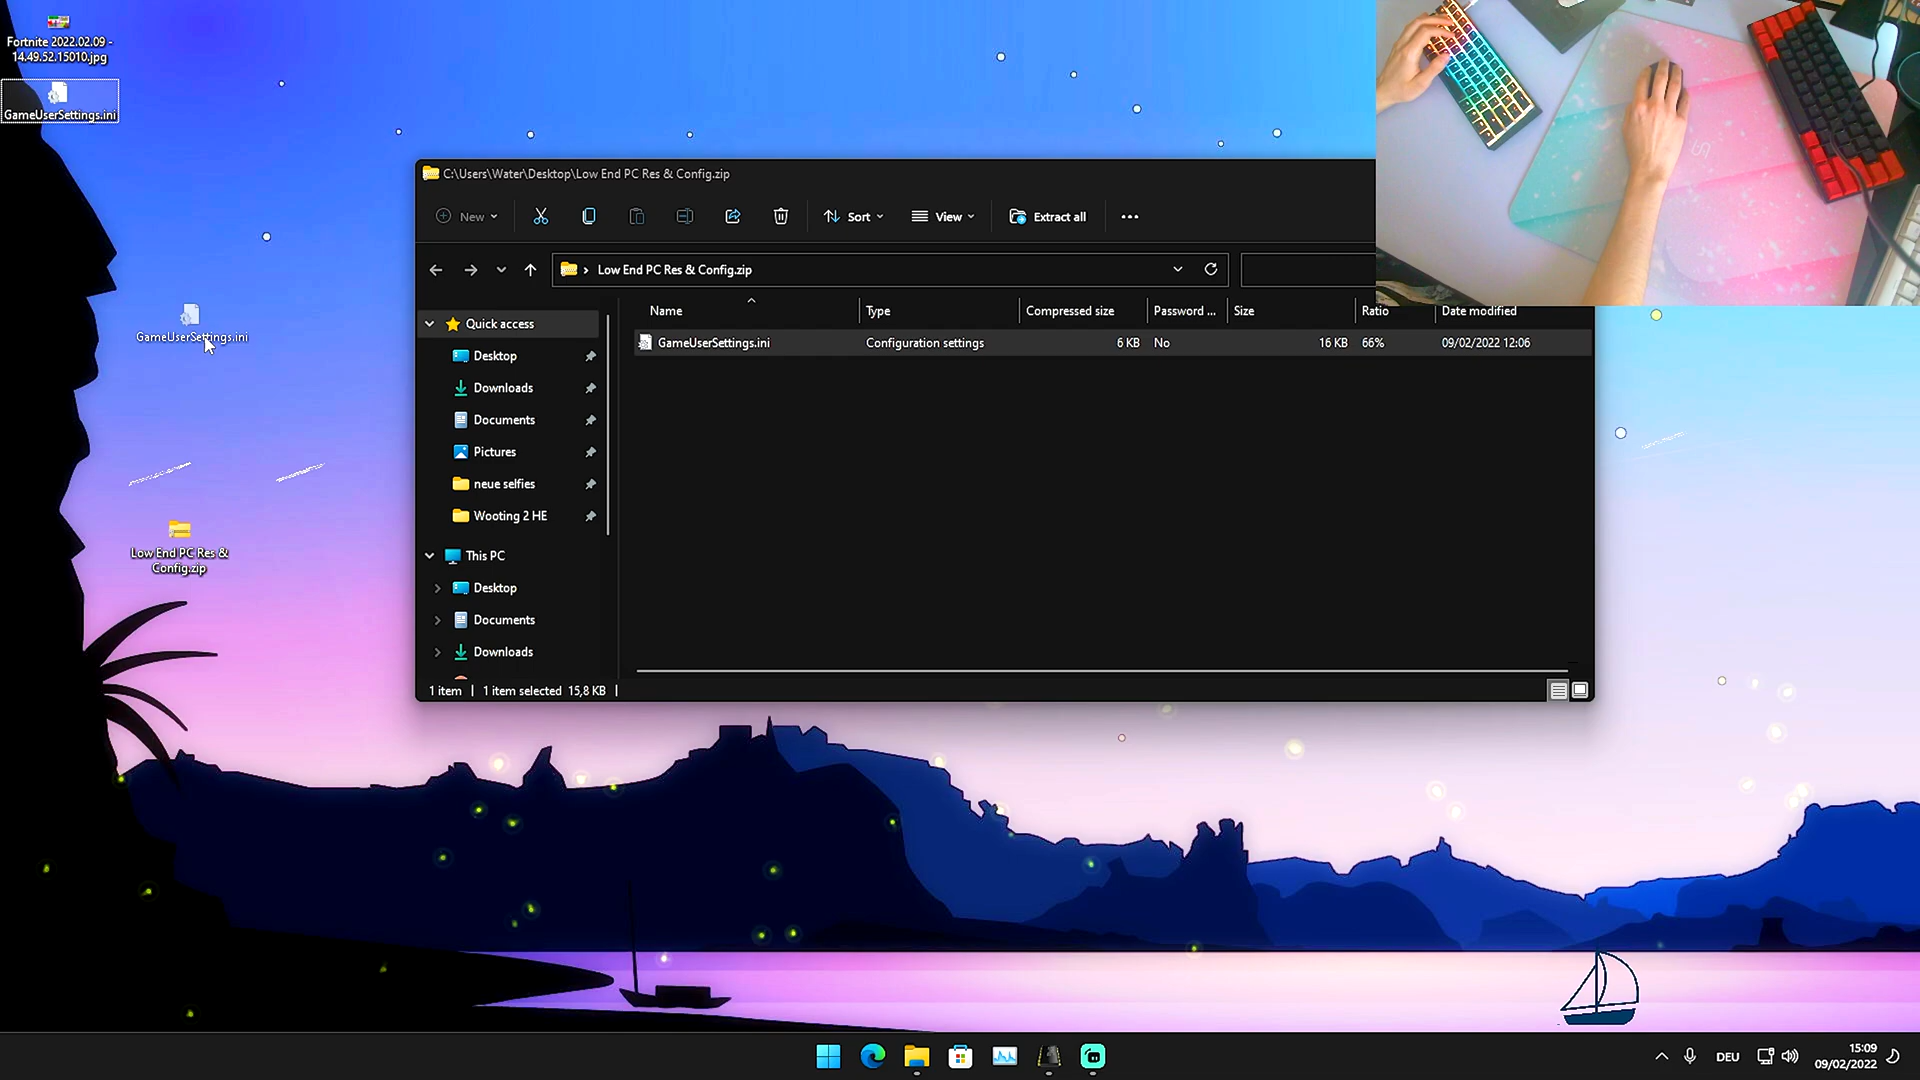 Fortnite 2022.02.09 -
14.49.52.15010.jpg
GameUserSettings.ini
GameUserSettings.ini
Low End PC Res &
Config.zip
C:\Users\Water\Desktop\Low End PC Res & Config.zip
New
Sort
View
Extract all
Low End PC Res & Config.zip
Name
Type
Compressed size
Password ...
Size
Ratio
Date modified
GameUserSettings.ini
Configuration settings
6 KB
No
16 KB
66%
09/02/2022 12:06
Quick access
Desktop
Downloads
Documents
Pictures
neue selfies
Wooting 2 HE
This PC
Desktop
Documents
Downloads
1 item
1 item selected 15,8 KB
DEU
15:09
09/02/2022